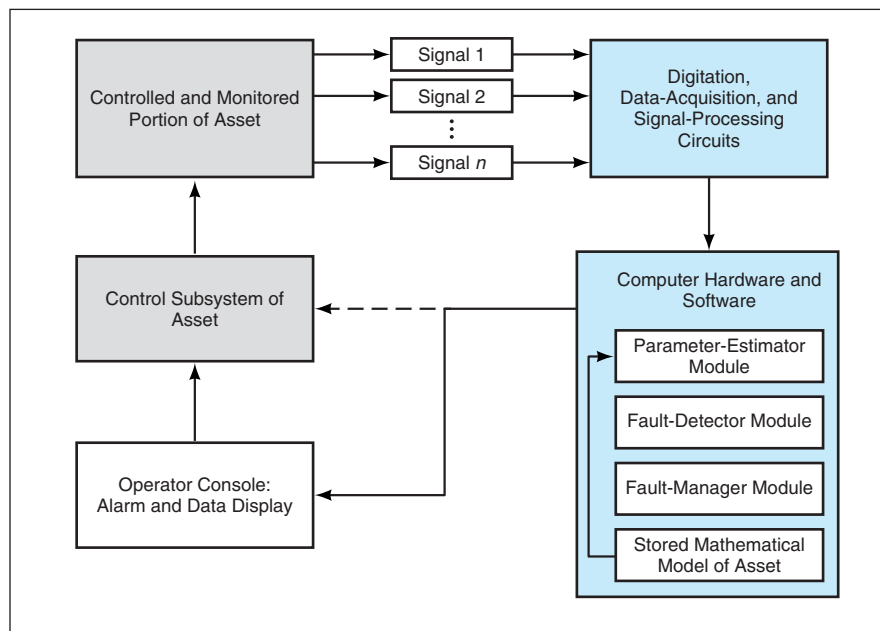 Controlled and Monitored
Portion of Asset
Signal 1
Signal 2
Signal n
Digitation,
Data-Acquisition, and
Signal-Processing
Circuits
Control Subsystem of
Asset
Computer Hardware and
Software
Parameter-Estimator
Module
Fault-Detector Module
Fault-Manager Module
Stored Mathematical
Model of Asset
Operator Console:
Alarm and Data Display